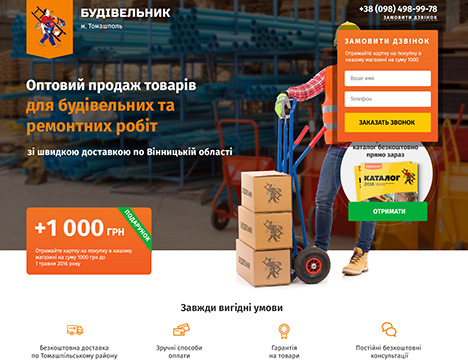 БУДІВЕЛЬНИК
м. Томашполь
+38 (098) 498-99-78
ЗАМОВИТИ ДЗВІНОК
ЗАМОВИТИ ДЗВІНОК
Отримайте картку на покупку в
нашому магазині на суму 1000
Ваше имя
Телефон
ЗАКАЗАТЬ ЗВОНОК
Оптовий продаж товарів
для будівельних та
ремонтних робіт
зі швидкою доставкою по Вінницькій області
каталог безкоштовно
прямо зараз
КАТАЛОГ
2016
ОТРИМАТИ
+1 000 ГРН
ПОДАРУНОК
Отримайте картку на покупку в нашому
магазині на суму 1000 грн до
1 травня 2016 року
Завжди вигідні умови
Безкоштовна доставка
по Томашпільському району
Зручні способи
оплати
Гарантія
на товари
Постійні безкоштовні
консультації